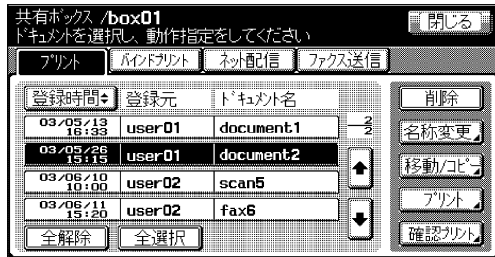 共有ボックス /box01
ドキュメントを選択し、動作指定をしてください
閉じる
プリント バインドプリント ネット配信 ファクス送信
登録時間 登録元 ドキュメント名
03/05/13 16:33 user01 document1
03/05/26 15:15 user01 document2
03/06/10 10:00 user02 scan5
03/06/11 15:20 user02 fax6
全解除 全選択
2
2
削除
名称変更
移動/コピー
プリント
確認プリント